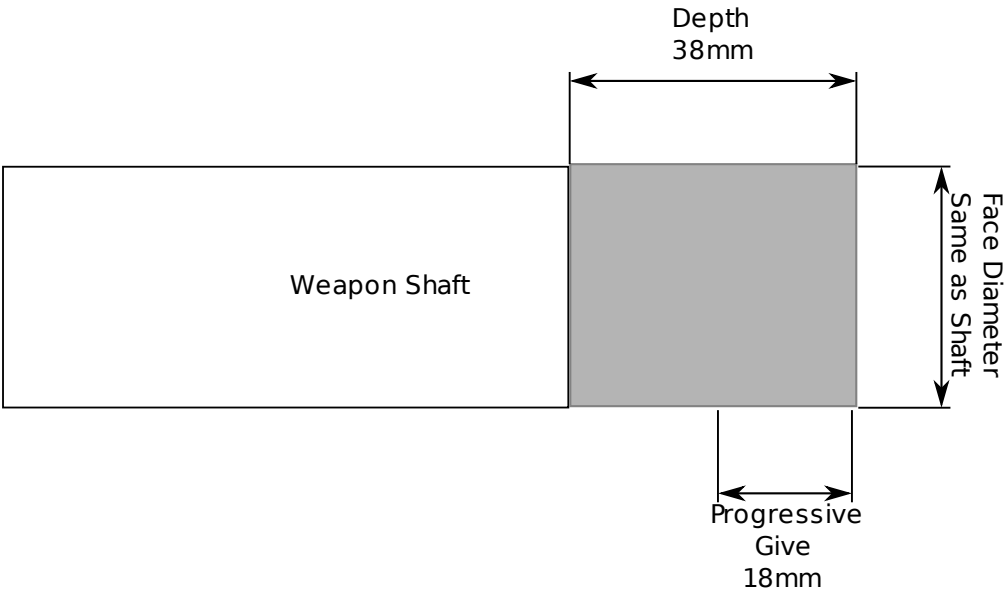 Depth
38mm
Weapon Shaft
Face Diameter
Same as Shaft
Progressive
Give
18mm